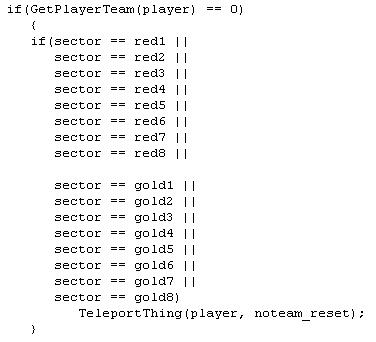 if(GetPlayerTeam(player) == 0)
{
if(sector == red1 ||
sector == red2 ||
sector == red3 ||
sector == red4 ||
sector == red5 ||
sector == red6 ||
sector == red7 ||
sector == red8 ||
sector == gold1 ||
sector == gold2 ||
sector == gold3 ||
sector == gold4 ||
sector == gold5 ||
sector == gold6 ||
sector == gold7 ||
sector == gold8)
TeleportThing(player, noteam_reset);
}